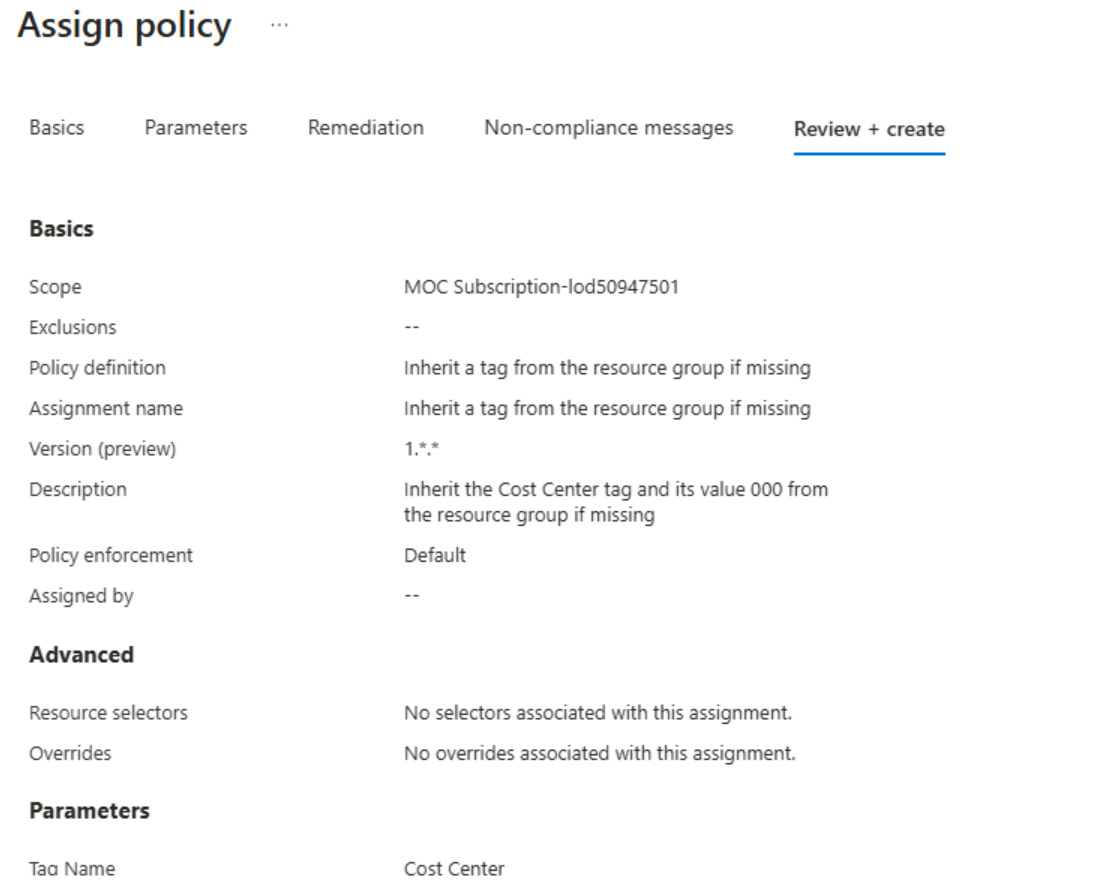 Assign policy ...
Basics Parameters Remediation Non-compliance messages Review + create
Basics
Scope MOC Subscription-lod50947501
Exclusions --
Policy definition Inherit a tag from the resource group if missing
Assignment name Inherit a tag from the resource group if missing
Version (preview) 1.*.*
Description Inherit the Cost Center tag and its value 000 from
the resource group if missing
Policy enforcement Default
Assigned by --
Advanced
Resource selectors No selectors associated with this assignment.
Overrides No overrides associated with this assignment.
Parameters
Tag Name Cost Center